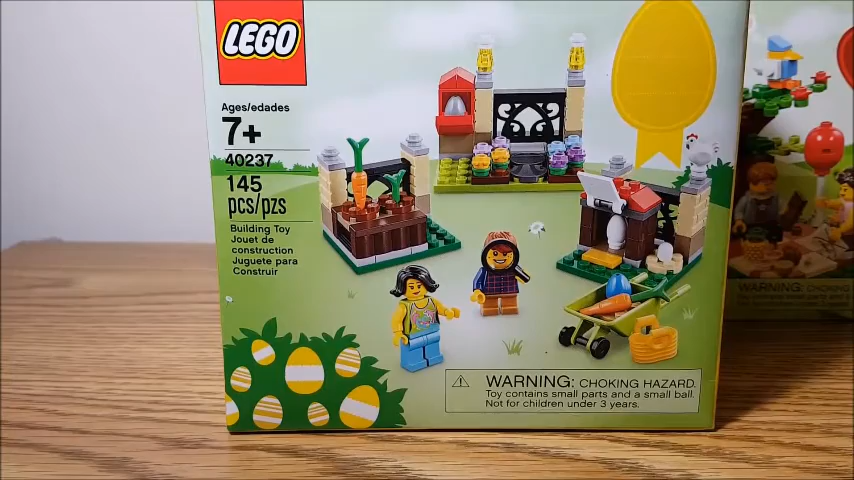 LEGO
Ages/edades
7+
40237
145
pcs/pzs
Building Toy
Jouet de
construction
Juguete para
Construir
WARNING: CHOKING HAZARD.
Toy contains small parts and a small ball.
Not for children under 3 years.
WARNING: CHOKING